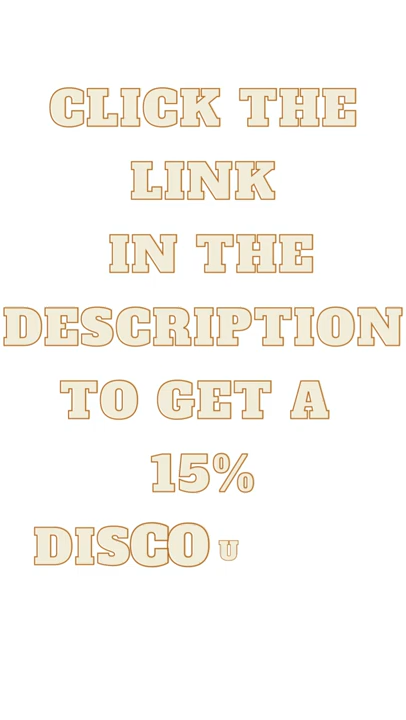 CLICK THE
LINK
IN THE
DESCRIPTION
TO GET A
15%
DISCOU